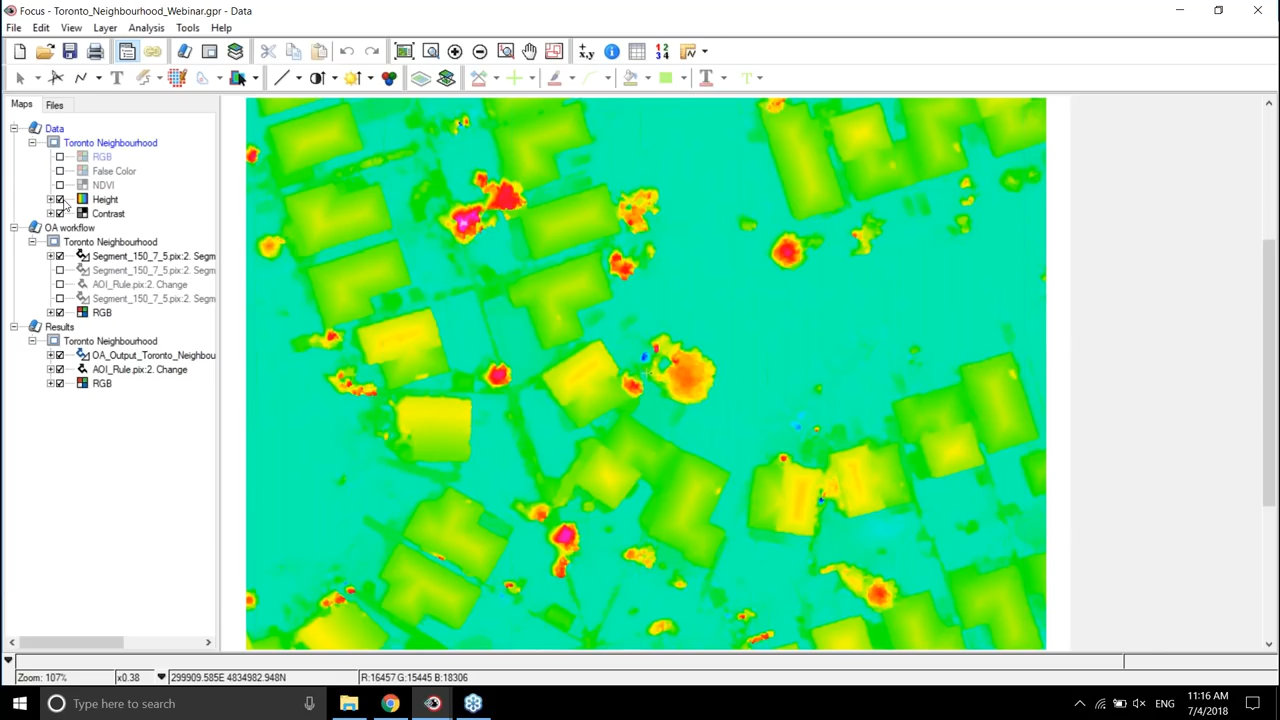 Focus - Toronto_Neighbourhood_Webinar.gpr - Data
File Edit View Layer Analysis Tools Help
Maps Files
Data
Toronto Neighbourhood
RGB
False Color
NDVI
Height
Contrast
OA workflow
Toronto Neighbourhood
Segment_150_7_5.pix:2. Segm
Segment_150_7_5.pix:2. Segm
AOI_Rule.pix:2. Change
Segment_150_7_5.pix:2. Segm
RGB
Results
Toronto Neighbourhood
OA_Output_Toronto_Neighbou
AOI_Rule.pix:2. Change
RGB
Zoom: 107% x0.38 299909.585E 4834982.948N R:16457 G:15445 B:18306
Type here to search
ENG
11:16 AM
7/4/2018